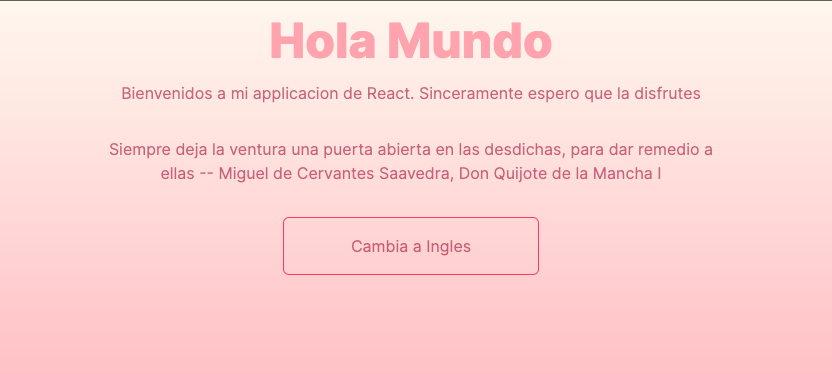 Hola Mundo
Bienvenidos a mi applicacion de React. Sinceramente espero que la disfrutes
Siempre deja la ventura una puerta abierta en las desdichas, para dar remedio a
ellas -- Miguel de Cervantes Saavedra, Don Quijote de la Mancha I
Cambia a Ingles